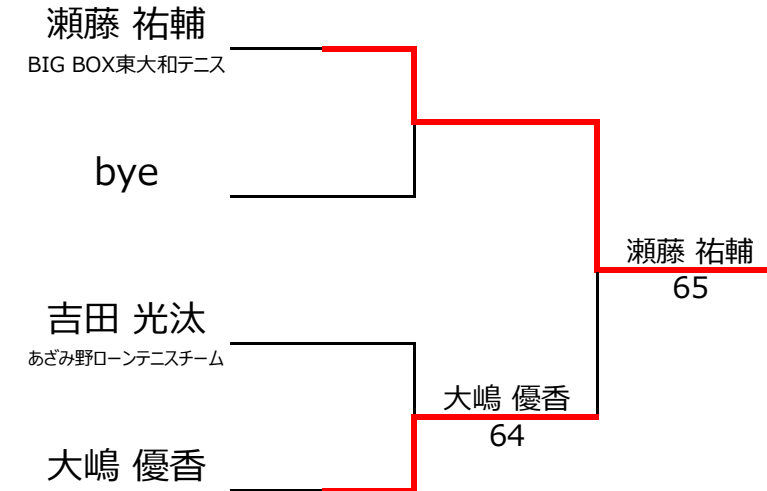 瀬藤 祐輔
BIG BOX東大和テニス
bye
瀬藤 祐輔
65
吉田 光汰
あざみ野ローンテニスチーム
大嶋 優香
64
大嶋 優香